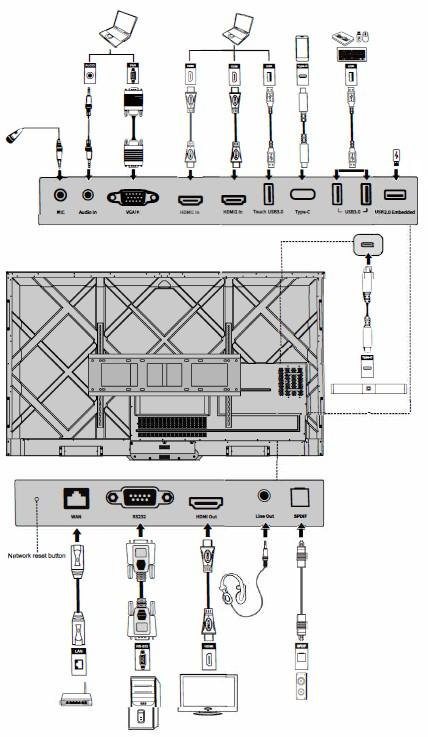 MIC
Audio In
VGA In
HDMI1 In
HDMI2 In
Touch USB3.0
Type-C
USB3.0
USB2.0 Embedded
WAN
RS232
HDMI Out
Line Out
SPDIF
Network reset button
LAN
RS-232
HDMI
SPDIF